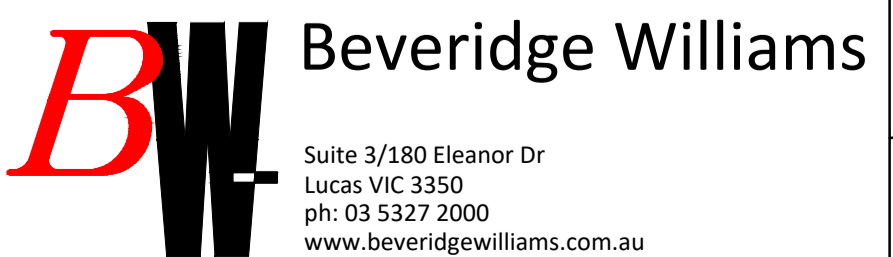 BW
Beveridge Williams
Suite 3/180 Eleanor Dr
Lucas VIC 3350
ph: 03 5327 2000
www.beveridgewilliams.com.au